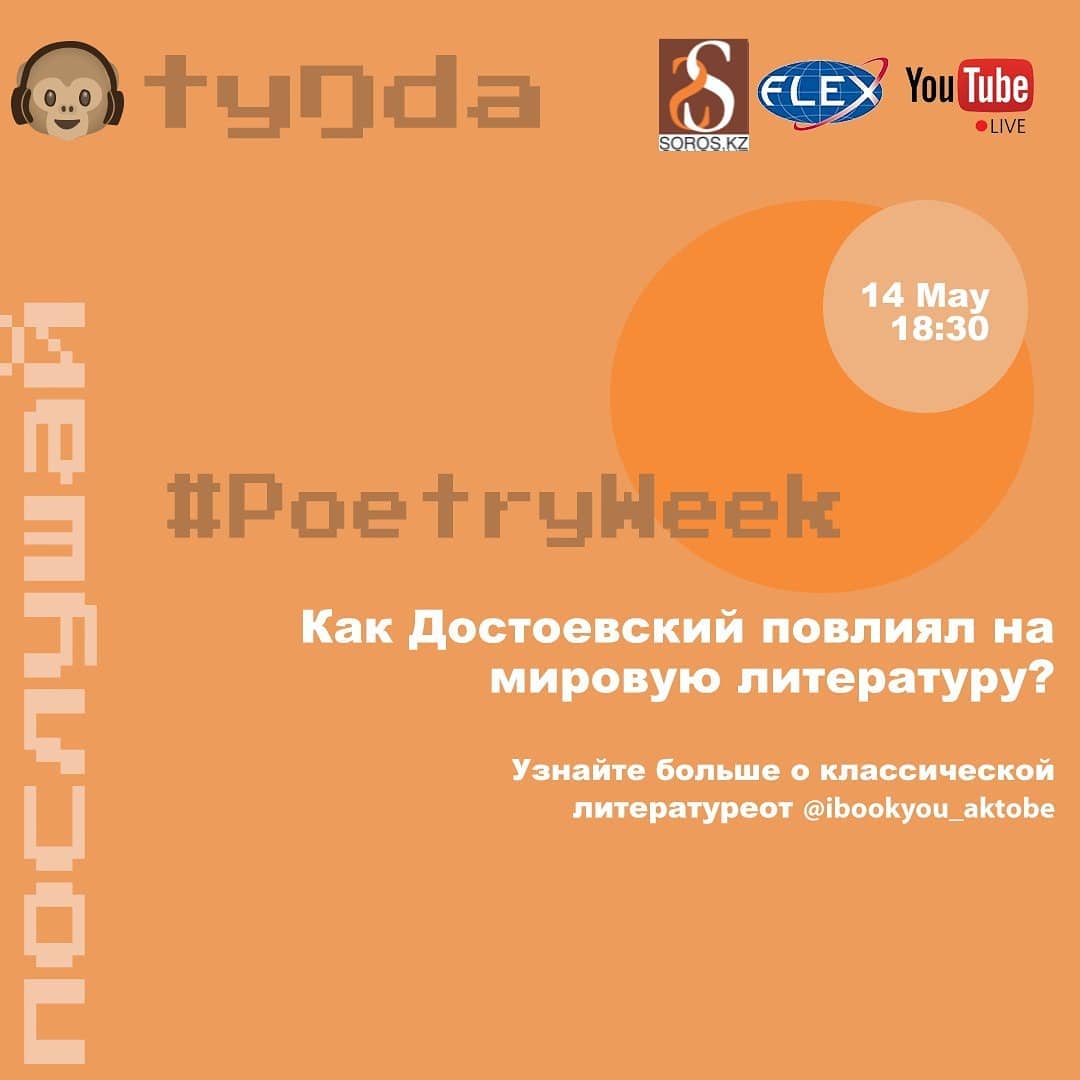 tyŋda
SOROS.KZ
FLEX
YouTube
LIVE
14 May
18:30
послушай
#PoetryWeek
Как Достоевский повлиял на
мировую литературу?
Узнайте больше о классической
литературеот @ibookyou_aktobe